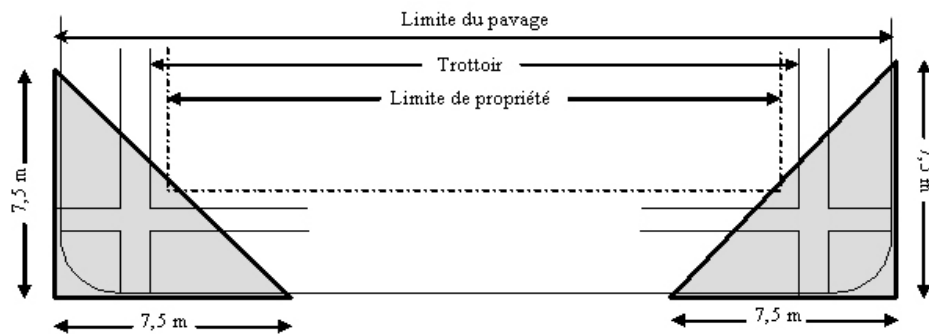 Limite du pavage
Trottoir
Limite de propriété
7,5 m
7,5 m
7,5 m
7,5 m